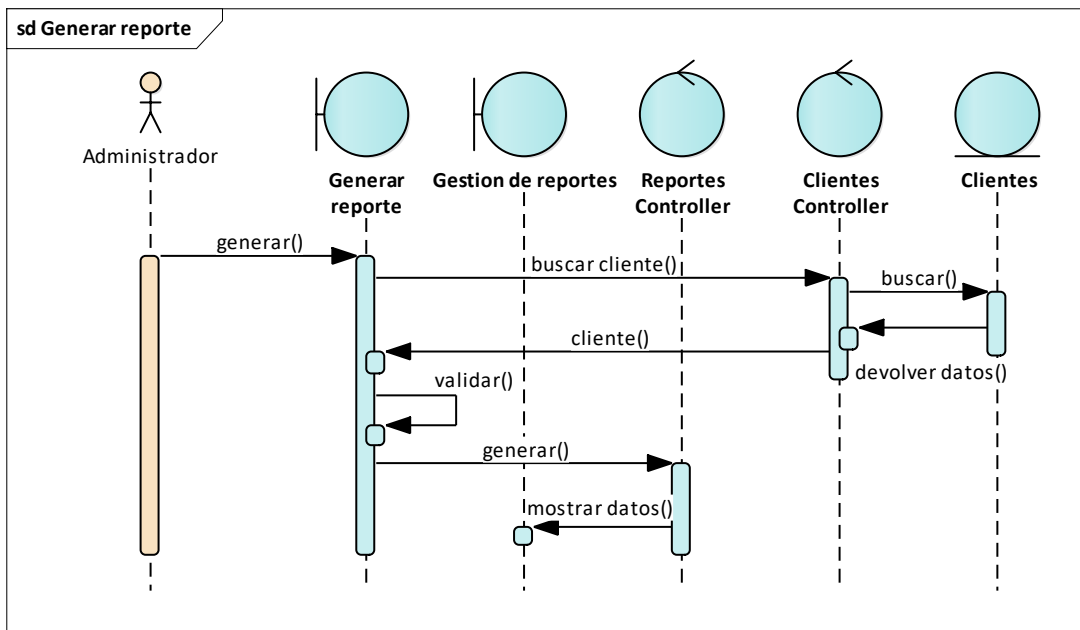 sd Generar reporte
Administrador
Generar
reporte
Gestion de reportes
Reportes
Controller
Clientes
Controller
Clientes
generar()
buscar cliente()
buscar()
cliente()
devolver datos()
validar()
generar()
mostrar datos()